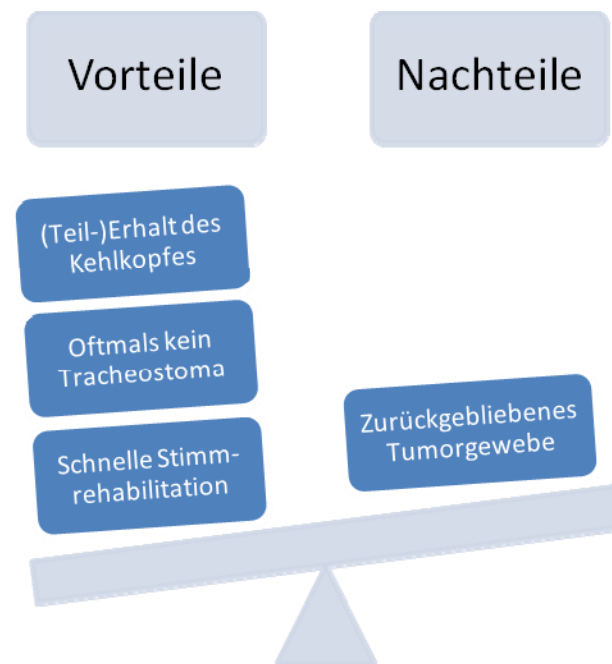 Vorteile
Nachteile
(Teil-)Erhalt des
Kehlkopfes
Oftmals kein
Tracheostoma
Schnelle Stimm-
rehabilitation
Zurückgebliebenes
Tumorgewebe